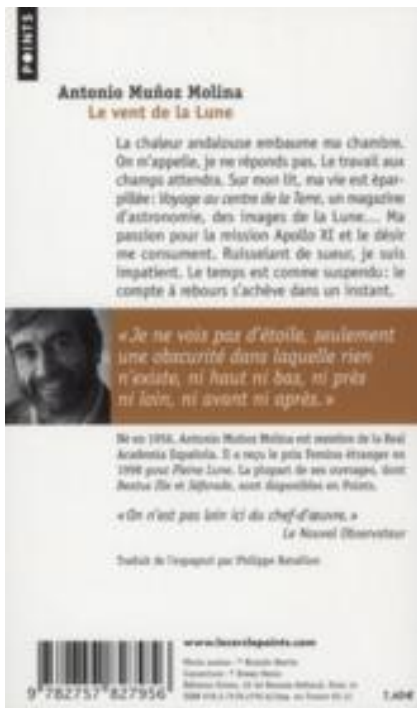 POINTS
Antonio Muñoz Molina
Le vent de la Lune
La chaleur andalouse embaume ma chambre.
On m'appelle, je ne réponds pas. Le travail aux
champs attendra. Sur mon lit, ma vie est épar-
pillée : Voyage au centre de la Terre, un magazine
d'astronomie, des images de la Lune... Ma
passion pour la mission Apollo XI et le désir
me consument. Ruisselant de sueur, je suis
impatient. Le temps est comme suspendu : le
compte à rebours s'achève dans un instant.
« Je ne vois pas d'étoile, seulement
une obscurité dans laquelle rien
n'existe, ni haut ni bas, ni près
ni loin, ni avant ni après. »
Né en 1956, Antonio Muñoz Molina est membre de la Real
Academia Española. Il a reçu le prix Femina étranger en
1998 pour Pleine Lune. La plupart de ses ouvrages, dont
Beatus Ille et Séfarade, sont disponibles en Points.
« On n'est pas loin ici du chef-d'œuvre. »
Le Nouvel Observateur
Traduit de l'espagnol par Philippe Bataillon
www.lecerclepoints.com
9 782757 827956
7,40€